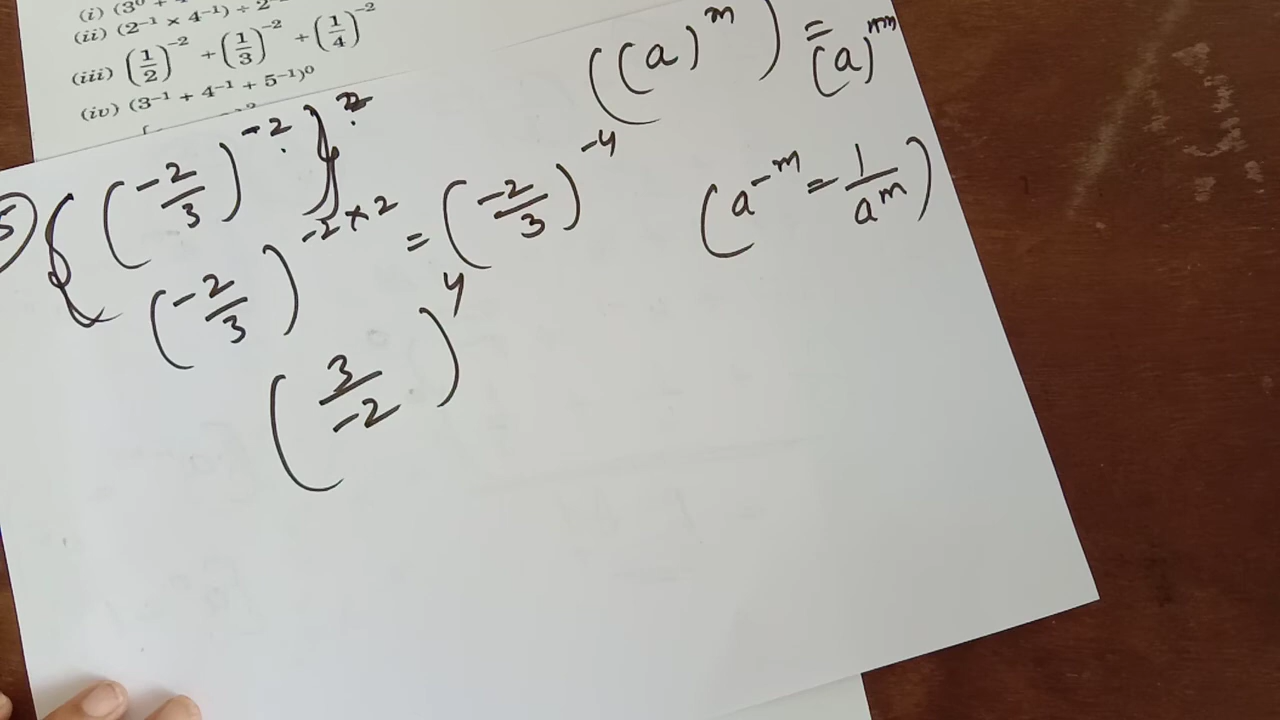 (i) (3⁰ + 4
(ii) (2⁻¹ × 4⁻¹) ÷ 2⁻
(iii) (1/2)⁻² + (1/3)⁻² + (1/4)⁻²
(iv) (3⁻¹ + 4⁻¹ + 5⁻¹)⁰
((a)ᵐ) = (a)ⁿᵐ
5) {(-2/3)⁻²}²
(-2/3)⁻²ˣ² = (-2/3)⁻⁴
(a⁻ᵐ = 1/aᵐ)
(3/-2)⁴